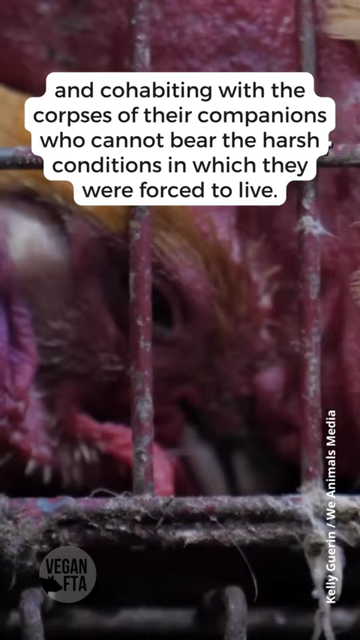 and cohabiting with the
corpses of their companions
who cannot bear the harsh
conditions in which they
were forced to live.
Kelly Guerin / We Animals Media
VEGAN
FTA